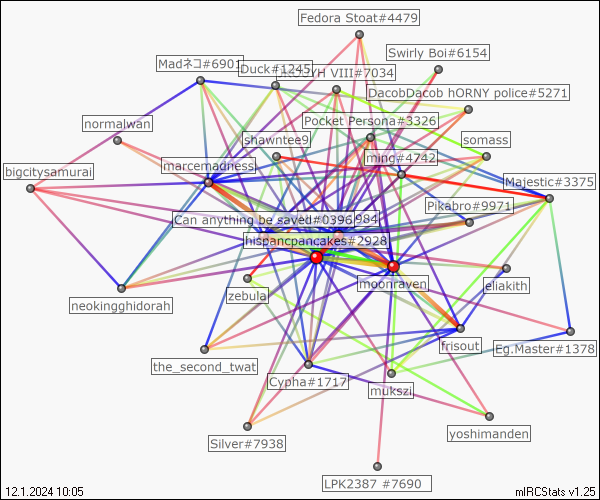 Fedora Stoat#4479
Swirly Boi#6154
Madネコ#6901
Duck#1245
VIII#7034
DacobDacob hORNY police#5271
Pocket Persona#3326
normalwan
shawntee9
somass
ming#4742
marcemadness
bigcitysamurai
Majestic#3375
Pikabro#9971
Can anything be saved#0396
984
hispancpancakes#2928
moonraven
eliakith
zebula
neokingghidorah
frisout
Eg.Master#1378
the_second_twat
Cypha#1717
mukszi
yoshimanden
Silver#7938
LPK2387 #7690
12.1.2024 10:05
mIRCStats v1.25